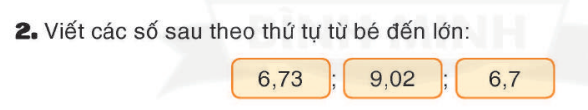 2. Viết các số sau theo thứ tự từ bé đến lớn:
6,73 ; 9,02 ; 6,7